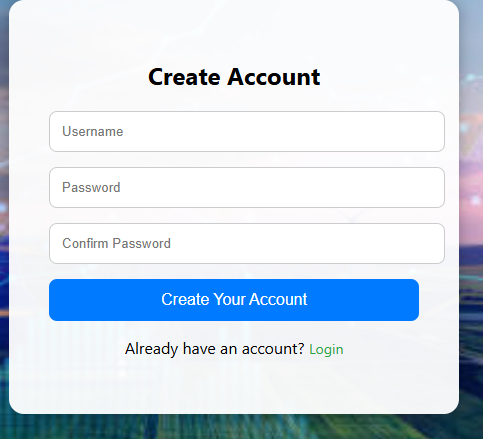 Create Account
Username
Password
Confirm Password
Create Your Account
Already have an account? Login